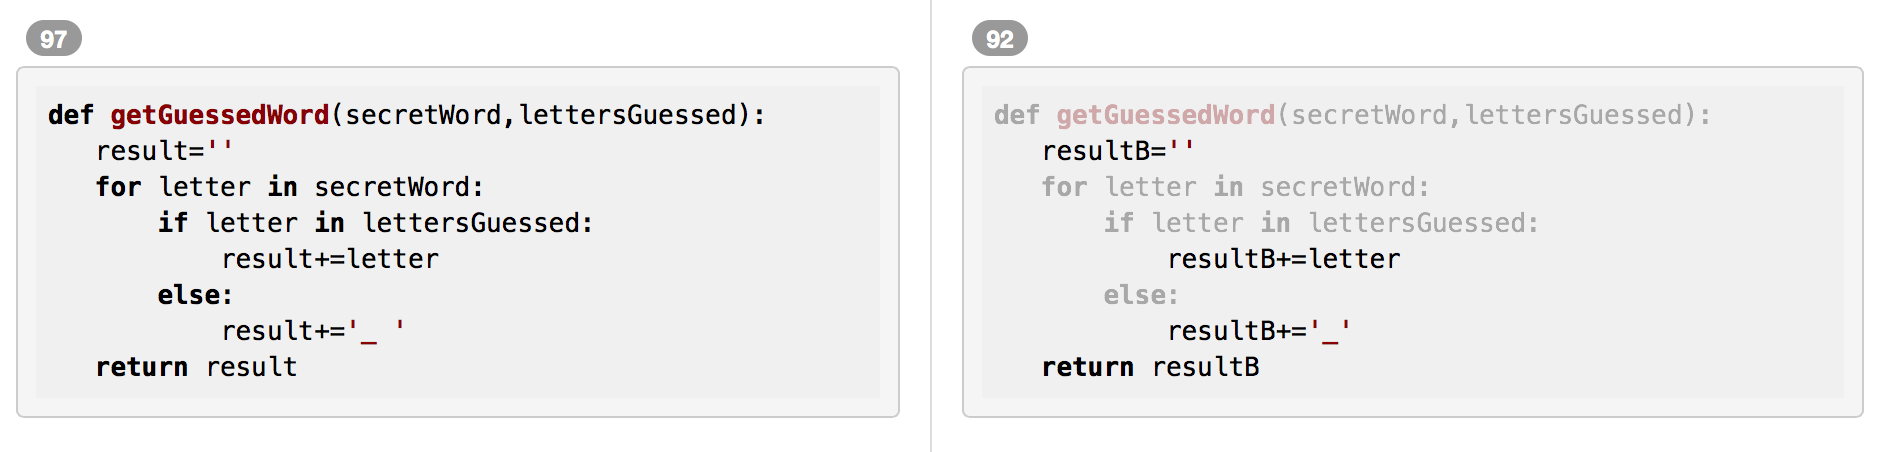 97
def getGuessedWord(secretWord,lettersGuessed):
   result=''
   for letter in secretWord:
       if letter in lettersGuessed:
           result+=letter
       else:
           result+='_ '
   return result
92
def getGuessedWord(secretWord,lettersGuessed):
   resultB=''
   for letter in secretWord:
       if letter in lettersGuessed:
           resultB+=letter
       else:
           resultB+='_'
   return resultB